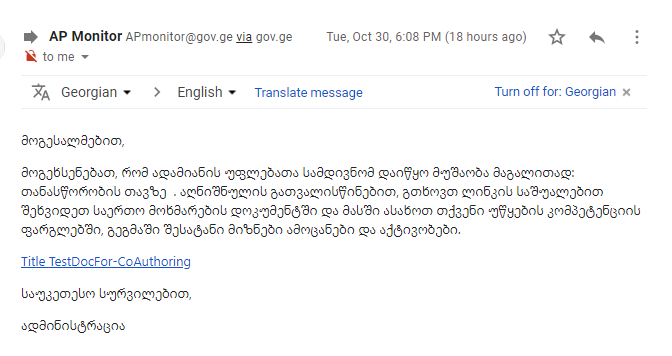 AP Monitor APmonitor@gov.ge via gov.ge Tue, Oct 30, 6:08 PM (18 hours ago)
to me
Georgian > English Translate message Turn off for: Georgian ×
მოგესალმებით,
მოგეხსენებათ, რომ ადამიანის უფლებათა სამდივნომ დაიწყო მუშაობა მაგალითად:
თანასწორობის თავზე . აღნიშნულის გათვალისწინებით, გთხოვთ ლინკის საშუალებით
შეხვიდეთ საერთო მოხმარების დოკუმენტში და მასში ასახოთ თქვენი უწყების კომპეტენციის
ფარგლებში, გეგმაში შესატანი მიზნები ამოცანები და აქტივობები.
Title TestDocFor-CoAuthoring
საუკეთესო სურვილებით,
ადმინისტრაცია